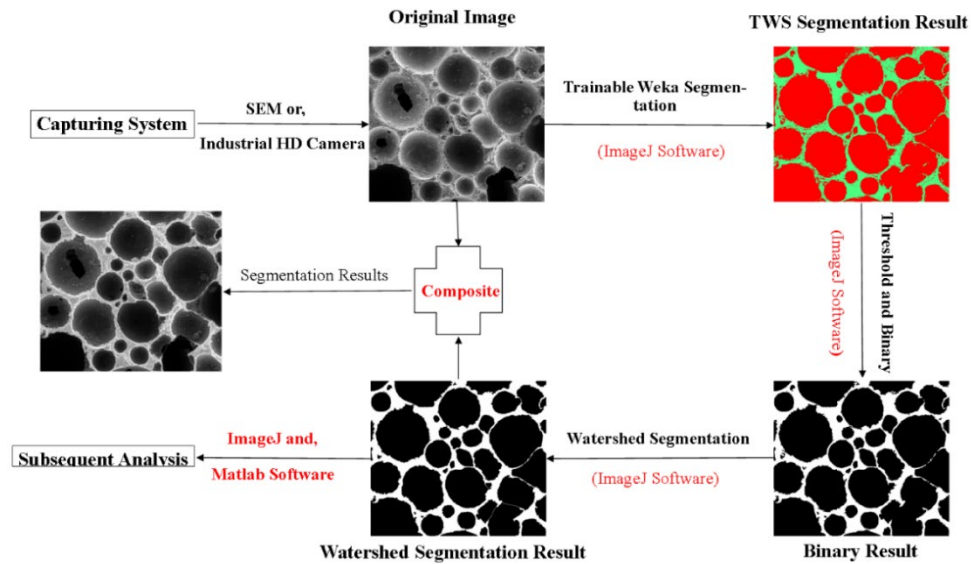 Original Image
TWS Segmentation Result
SEM or,
Industrial HD Camera
Capturing System
Trainable Weka Segmen-
tation
(ImageJ Software)
Threshold and Binary
(ImageJ Software)
Segmentation Results
Composite
ImageJ and,
Matlab Software
Subsequent Analysis
Watershed Segmentation
(ImageJ Software)
Watershed Segmentation Result
Binary Result